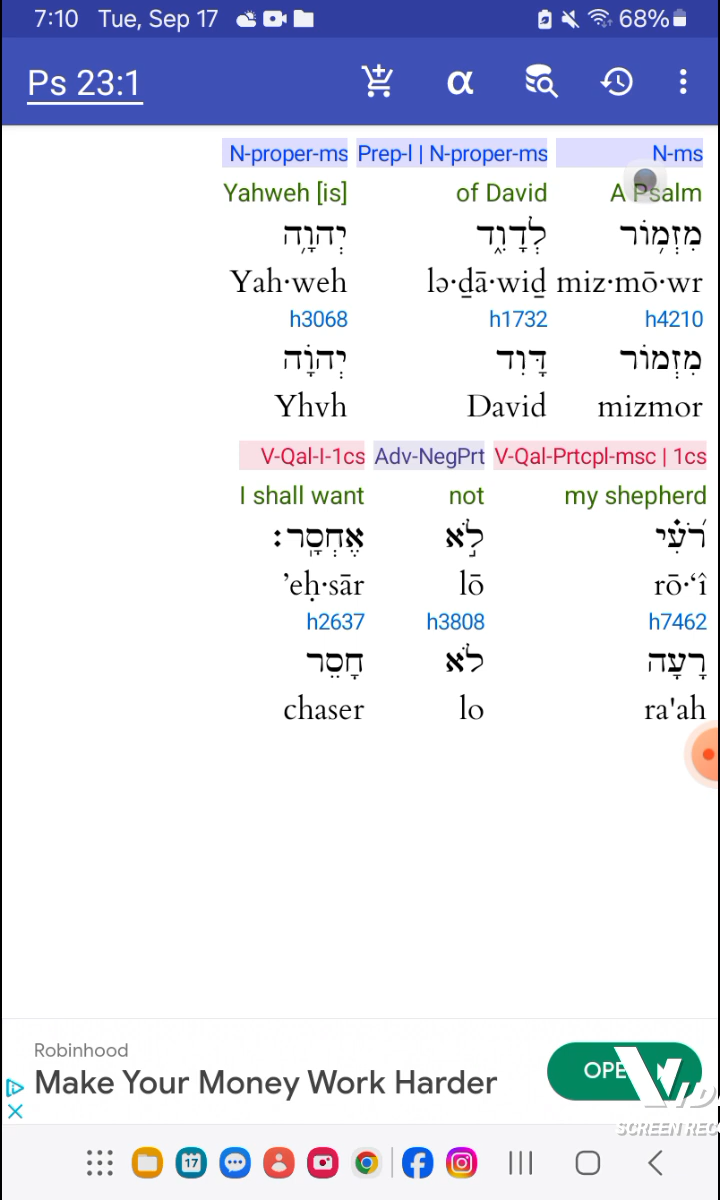 7:10 Tue, Sep 17 68%
Ps 23:1 α
N-proper-ms Prep-l | N-proper-ms N-ms
Yahweh [is] of David A Psalm
מִזְמ֥וֹר לְדָוִ֑ד יְהוָ֥ה
Yah·weh lə·ḏā·wiḏ miz·mō·wr
h3068 h1732 h4210
מִזְמוֹר דָּוִד יְהֹוָה
Yhvh David mizmor
V-Qal-I-1cs Adv-NegPrt V-Qal-Prtcpl-msc | 1cs
I shall want not my shepherd
רֹ֝עִ֗י לֹ֣א אֶחְסָֽר׃
’eḥ·sār lō rō·‘î
h2637 h3808 h7462
רָעָה לֹא חָסֵר
chaser lo ra'ah
Robinhood
Make Your Money Work Harder
OPE
17
SCREEN REC